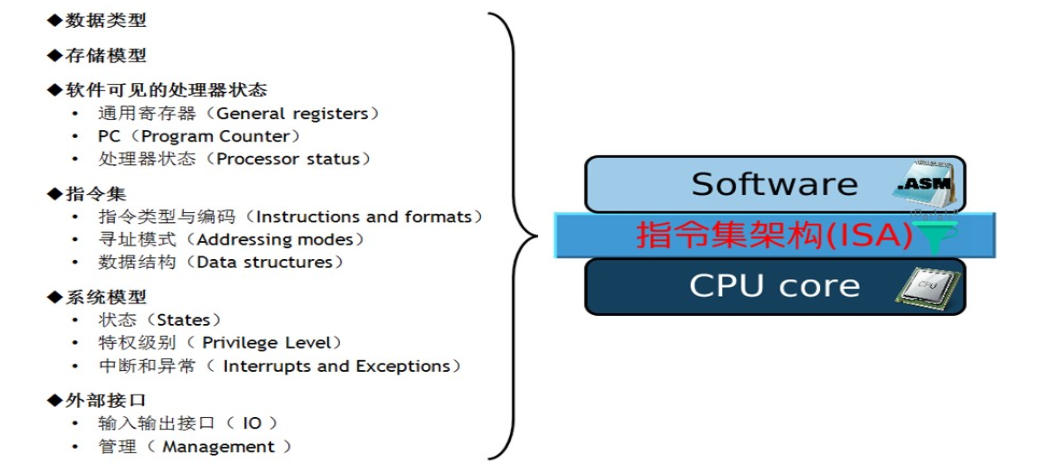 ◆数据类型
◆存储模型
◆软件可见的处理器状态
• 通用寄存器（General registers）
• PC（Program Counter）
• 处理器状态（Processor status）
◆指令集
• 指令类型与编码（Instructions and formats）
• 寻址模式（Addressing modes）
• 数据结构（Data structures）
◆系统模型
• 状态（States）
• 特权级别（ Privilege Level）
• 中断和异常（ Interrupts and Exceptions）
◆外部接口
• 输入输出接口（ IO ）
• 管理（ Management ）
Software
.ASM
指令集架构(ISA)
CPU core
CPU